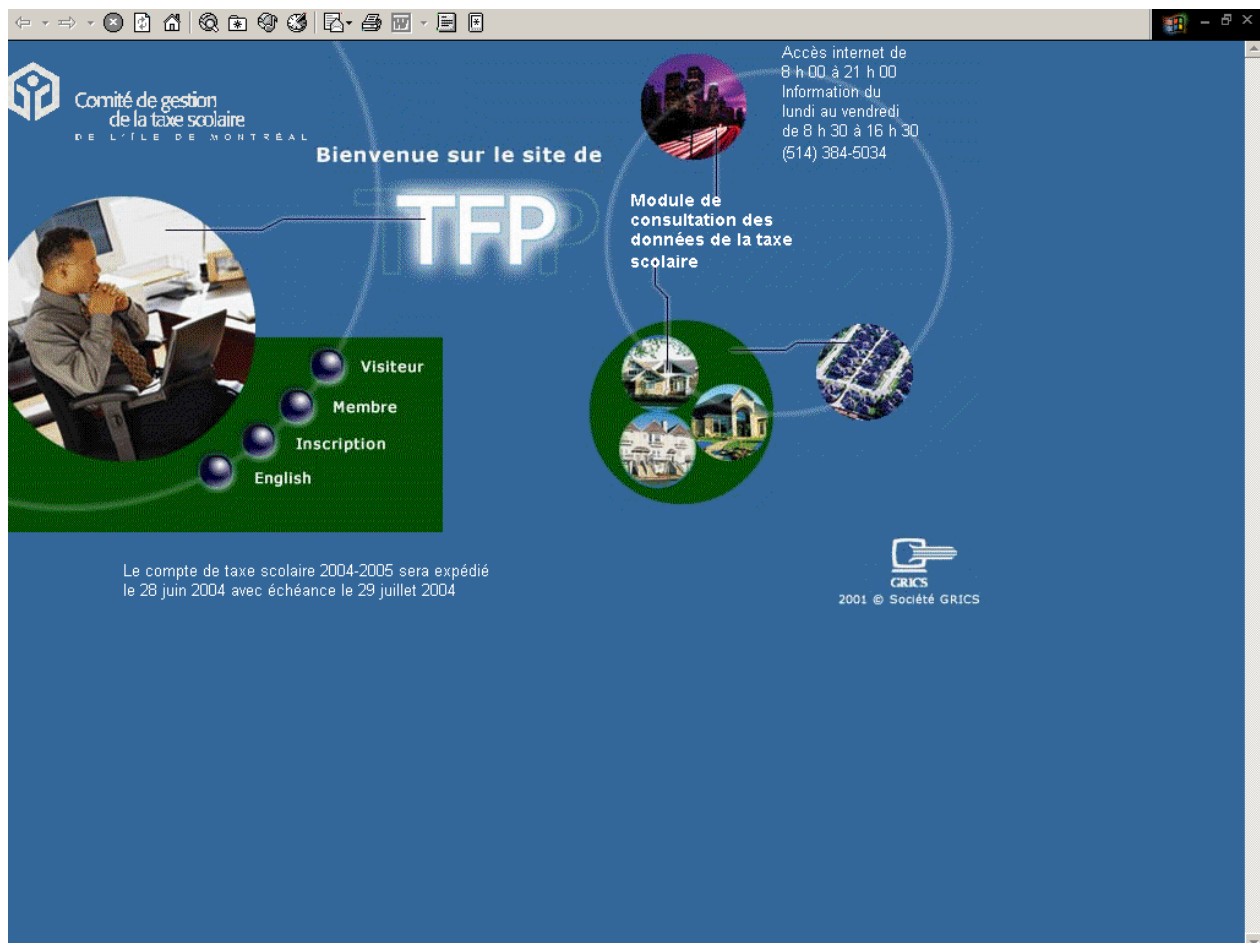 Comité de gestion
de la taxe scolaire
DE L'ÎLE DE MONTRÉAL
Bienvenue sur le site de
TFP
Accès internet de
8 h 00 à 21 h 00
Information du
lundi au vendredi
de 8 h 30 à 16 h 30
(514) 384-5034
Module de
consultation des
données de la taxe
scolaire
Visiteur
Membre
Inscription
English
Le compte de taxe scolaire 2004-2005 sera expédié
le 28 juin 2004 avec échéance le 29 juillet 2004
GRICS
2001 © Société GRICS